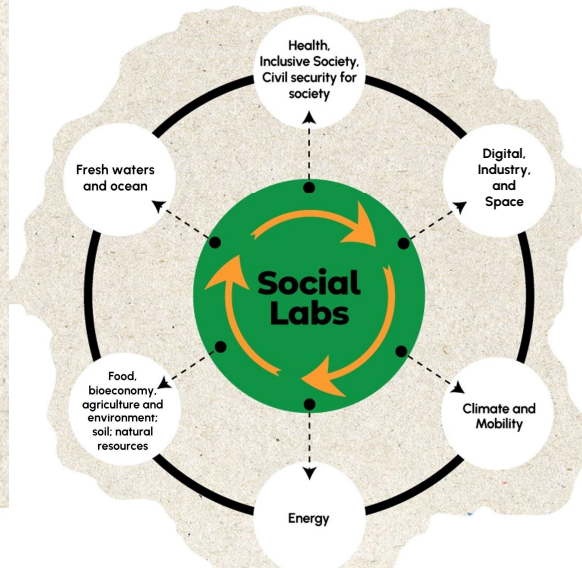 Health,
Inclusive Society,
Civil security for
society
Digital,
Industry,
and
Space
Climate and
Mobility
Energy
Food,
bioeconomy,
agriculture and
environment;
soil; natural
resources
Fresh waters
and ocean
Social
Labs